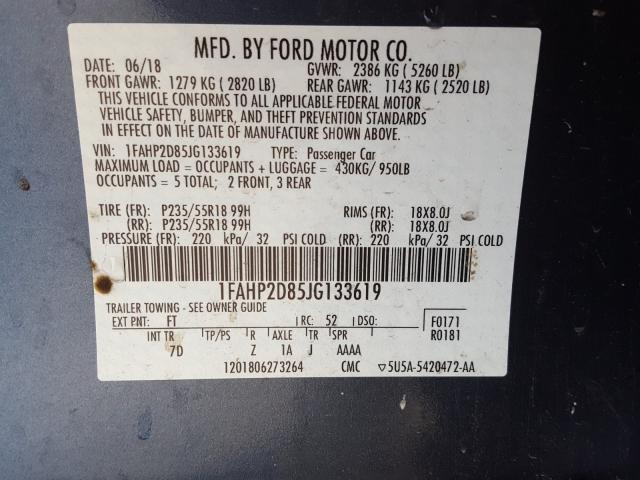 MFD. BY FORD MOTOR CO.
DATE: 06/18 GVWR: 2386 KG ( 5260 LB)
FRONT GAWR: 1279 KG ( 2820 LB) REAR GAWR: 1143 KG ( 2520 LB)
THIS VEHICLE CONFORMS TO ALL APPLICABLE FEDERAL MOTOR
VEHICLE SAFETY, BUMPER, AND THEFT PREVENTION STANDARDS
IN EFFECT ON THE DATE OF MANUFACTURE SHOWN ABOVE.
VIN: 1FAHP2D85JG133619 TYPE: Passenger Car
MAXIMUM LOAD = OCCUPANTS + LUGGAGE = 430KG/ 950LB
OCCUPANTS = 5 TOTAL; 2 FRONT, 3 REAR
TIRE (FR): P235/55R18 99H RIMS (FR): 18X8.0J
(RR): P235/55R18 99H (RR): 18X8.0J
PRESSURE (FR): 220 kPa/ 32 PSI COLD (RR): 220 kPa/ 32 PSI COLD
1FAHP2D85JG133619
TRAILER TOWING - SEE OWNER GUIDE
EXT PNT: FT RC: 52 DSO: F0171
INT TR TP/PS R AXLE TR SPR R0181
7D Z 1A J AAAA
1201806273264 CMC ▽5U5A-5420472-AA